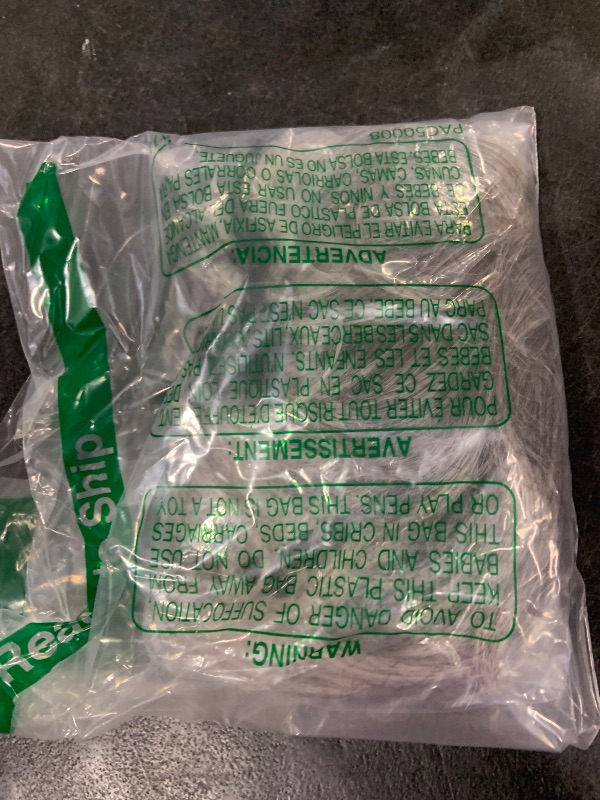 WARNING:
TO AVOID DANGER OF SUFFOCATION,
KEEP THIS PLASTIC BAG AWAY FROM
BABIES AND CHILDREN. DO NOT USE
THIS BAG IN CRIBS, BEDS, CARRIAGES
OR PLAY PENS. THIS BAG IS NOT A TOY
AVERTISSEMENT:
POUR ÉVITER TOUT RISQUE D'ÉTOUFFEMENT
GARDEZ CE SAC EN PLASTIQUE LOIN DES
BEBES ET LES ENFANTS. N'UTILISEZ PAS
SAC DANS LES BERCEAUX, LITS,
PARC AU BEBE. CE SAC N'EST PAS
ADVERTENCIA:
PARA EVITAR EL PELIGRO DE ASFIXIA MANTENGA
ESTA BOLSA DE PLASTICO FUERA DEL ALCANCE
DE BEBES Y NIÑOS. NO USAR ESTA BOLSA EN
CUNAS, CAMAS, CARRIOLAS O CORRALES PARA
BEBES. ESTA BOLSA NO ES UN JUGUETE
PAC50008
Ship